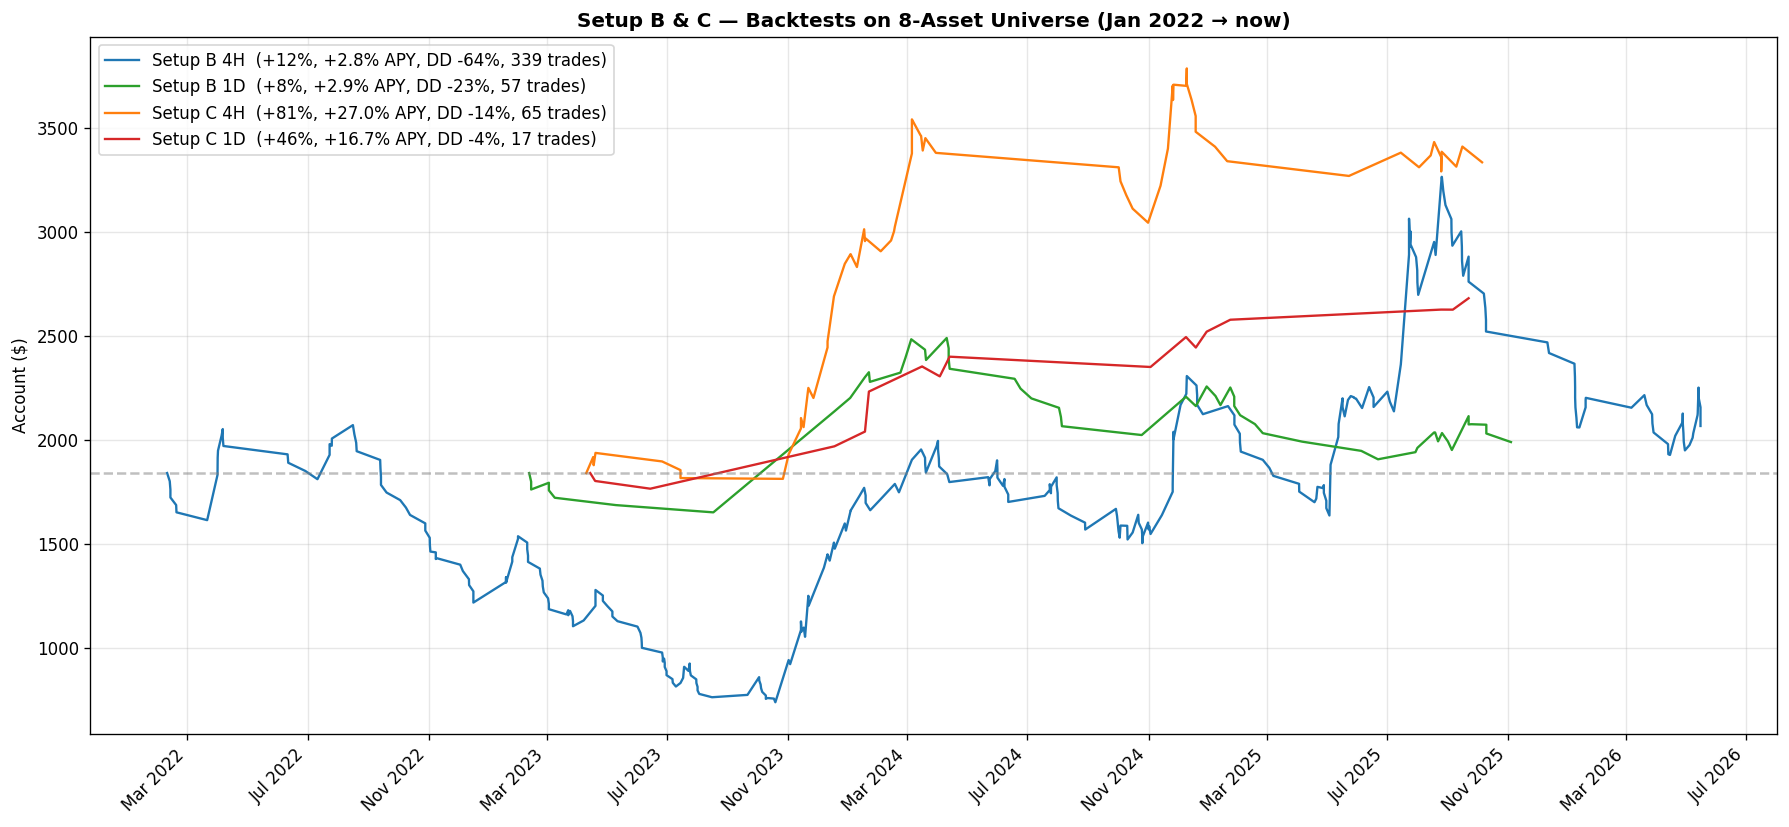 Setup B & C — Backtests on 8-Asset Universe (Jan 2022 → now)
Setup B 4H  (+12%, +2.8% APY, DD -64%, 339 trades)
Setup B 1D  (+8%, +2.9% APY, DD -23%, 57 trades)
Setup C 4H  (+81%, +27.0% APY, DD -14%, 65 trades)
Setup C 1D  (+46%, +16.7% APY, DD -4%, 17 trades)
Account ($)
3500
3000
2500
2000
1500
1000
Mar 2022
Jul 2022
Nov 2022
Mar 2023
Jul 2023
Nov 2023
Mar 2024
Jul 2024
Nov 2024
Mar 2025
Jul 2025
Nov 2025
Mar 2026
Jul 2026